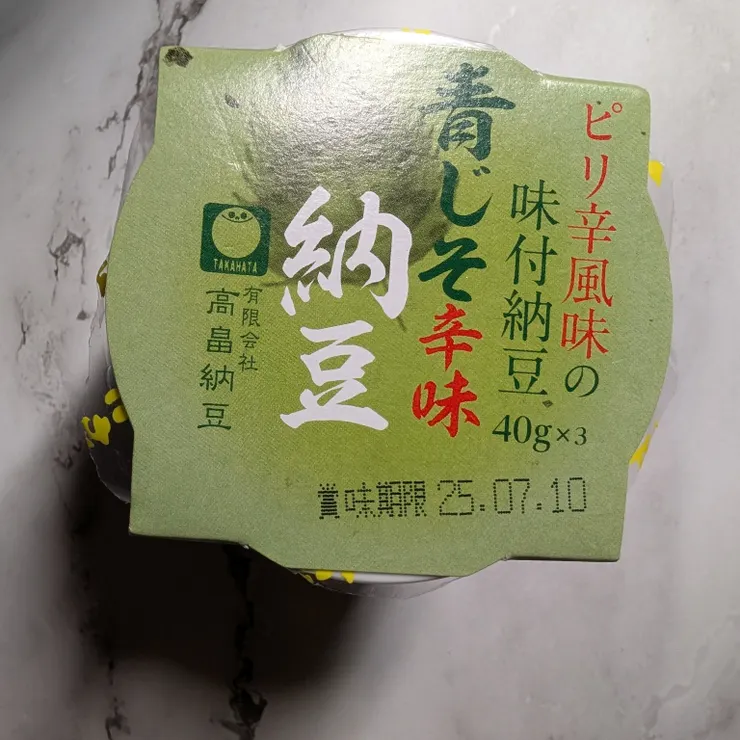 ピリ辛風味の
味付納豆
40g×3
青じそ辛味
納豆
TAKAHATA
有限会社
高畠納豆
賞味期限 25.07.10